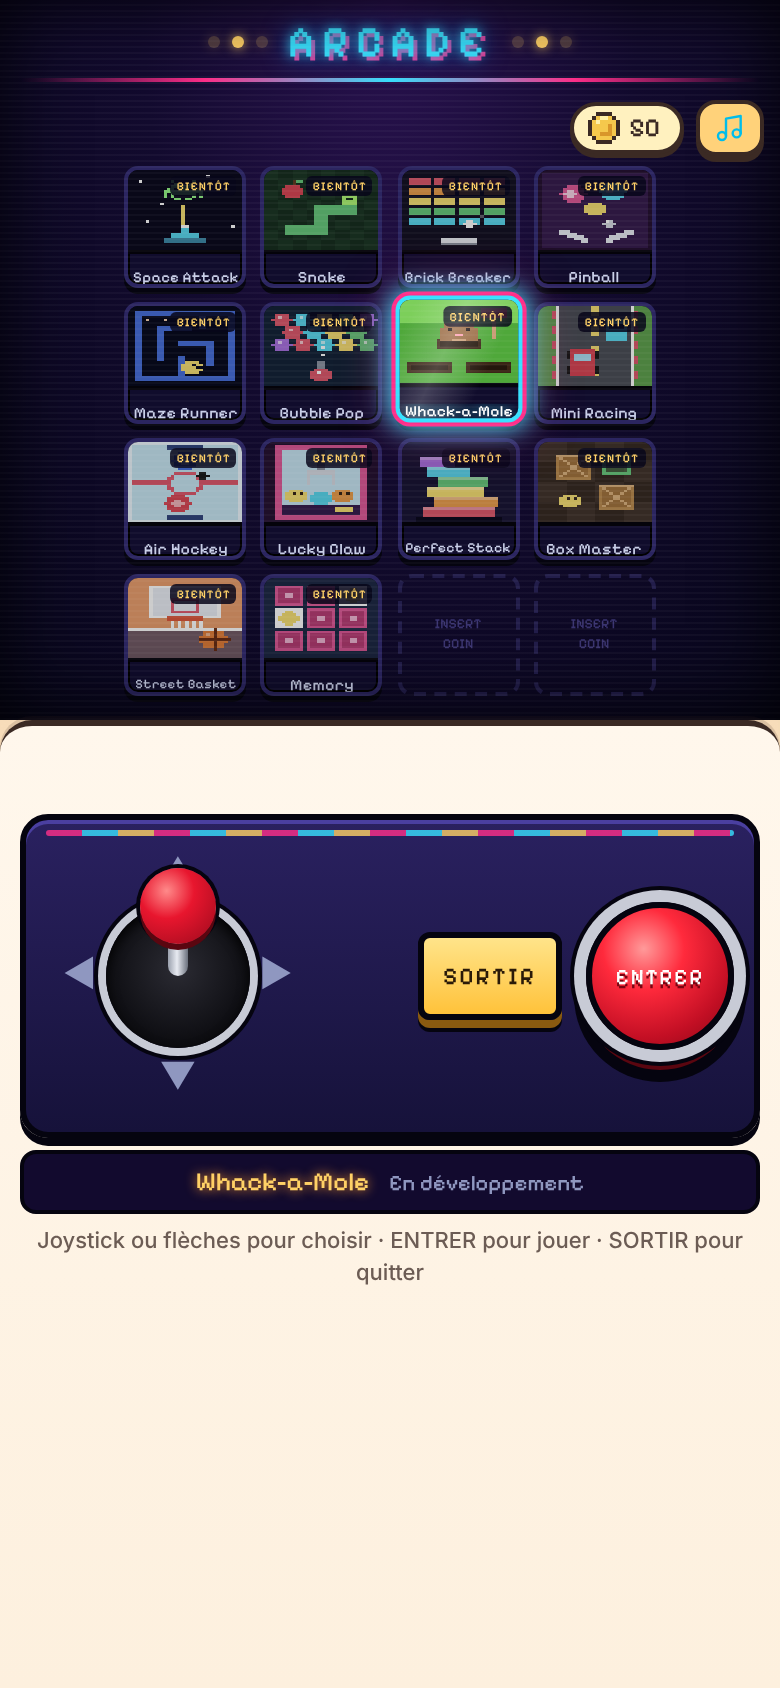 ARCADE
50
BIENTÔT BIENTÔT BIENTÔT BIENTÔT
Space Attack Snake Brick Breaker Pinball
BIENTÔT BIENTÔT BIENTÔT BIENTÔT
Maze Runner Bubble Pop Whack-a-Mole Mini Racing
BIENTÔT BIENTÔT BIENTÔT BIENTÔT
Air Hockey Lucky Claw Perfect Stack Box Master
BIENTÔT BIENTÔT
INSERT INSERT
COIN COIN
Street Basket Memory
SORTIR ENTRER
Whack-a-Mole En développement
Joystick ou flèches pour choisir · ENTRER pour jouer · SORTIR pour
quitter